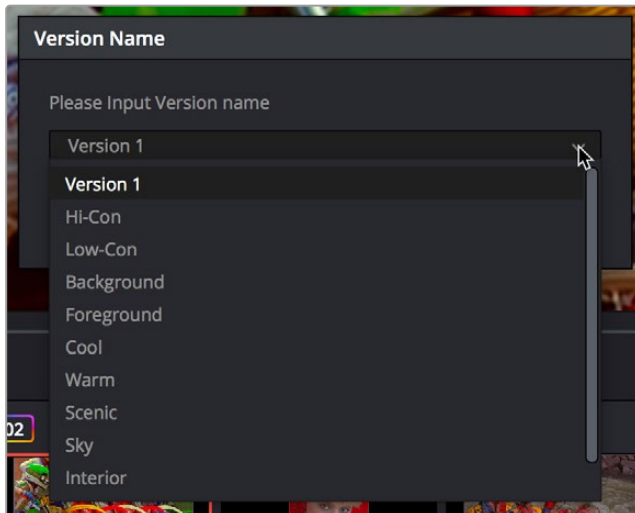 Version Name
Please Input Version name
Version 1
Version 1
Hi-Con
Low-Con
Background
Foreground
Cool
Warm
Scenic
Sky
Interior
02